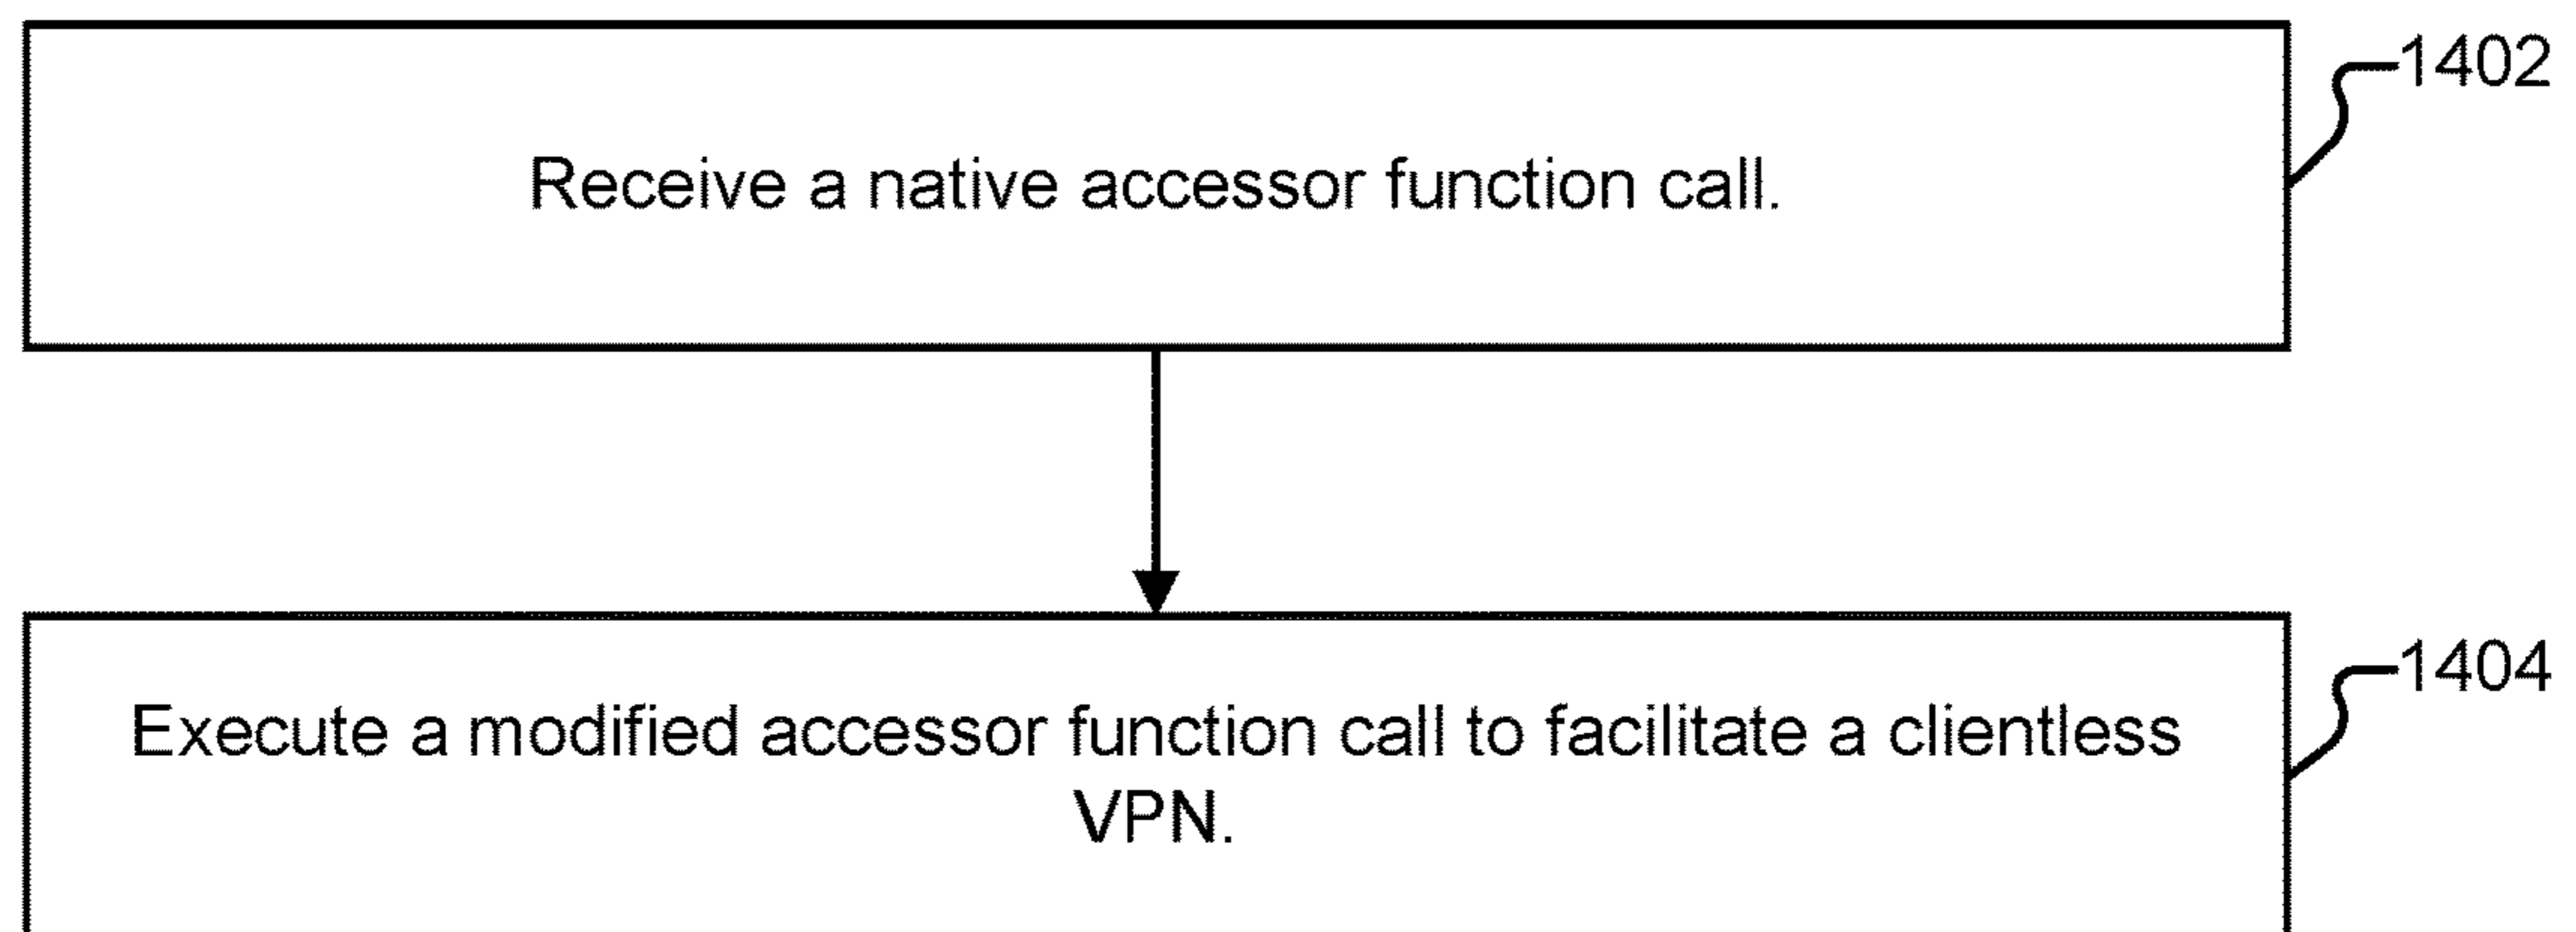 1402
Receive a native accessor function call.
1404
Execute a modified accessor function call to facilitate a clientless
VPN.